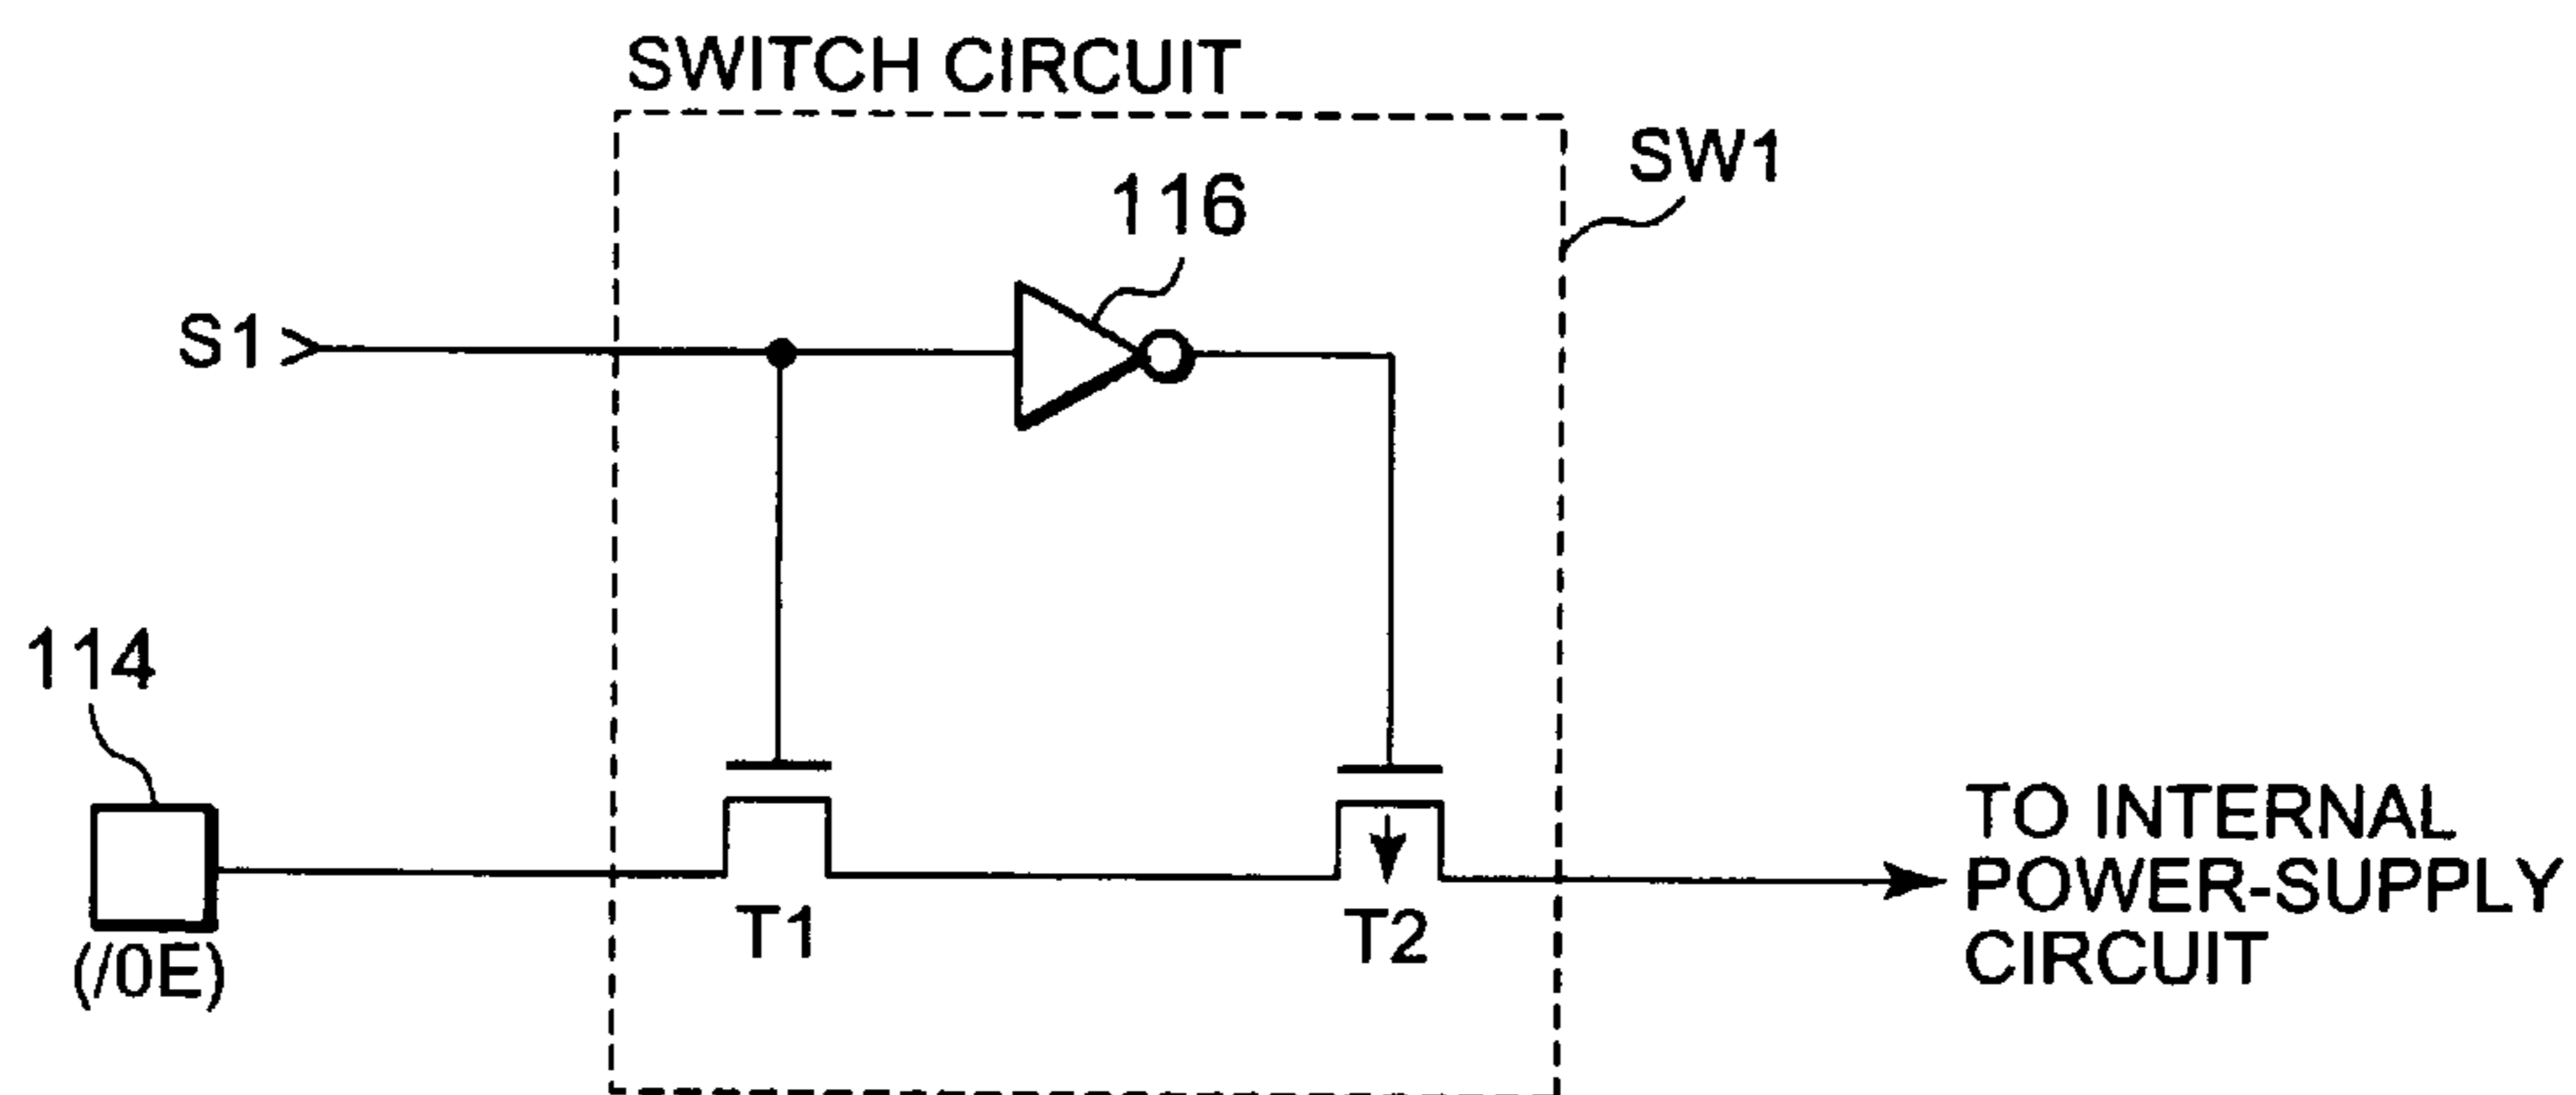 SWITCH CIRCUIT
SW1
116
S1
114
(/0E)
T1
T2
TO INTERNAL
POWER-SUPPLY
CIRCUIT